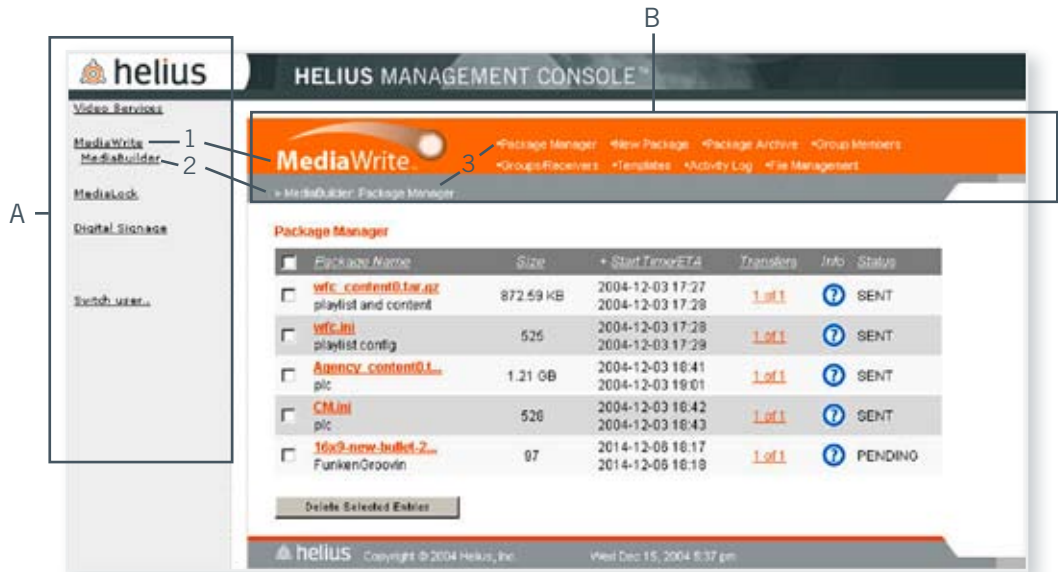 B
A
helius
HELIUS MANAGEMENT CONSOLE™
Video Services
MediaWrite
1
MediaBuilder
2
MediaLock
Digital Signage
Switch user..
MediaWrite
3
•Package Manager •New Package •Package Archive •Group Members
•Groups/Receivers •Templates •Activity Log •File Management
» MediaBuilder: Package Manager
Package Manager
Package Name Size + Start Time/ETA Transfers Info Status
wfc_content0.tar.gz 872.59 KB 2004-12-03 17:27 1 of 1 ? SENT
playlist and content 2004-12-03 17:28
wfc.ini 525 2004-12-03 17:28 1 of 1 ? SENT
playlist config 2004-12-03 17:29
Agency_content0.t... 1.21 GB 2004-12-03 18:41 1 of 1 ? SENT
plc 2004-12-03 19:01
CM.ini 528 2004-12-03 18:42 1 of 1 ? SENT
plc 2004-12-03 18:43
16x9-new-bullet-2... 97 2014-12-06 18:17 1 of 1 ? PENDING
FunkenGroovin 2014-12-06 18:18
Delete Selected Entries
helius Copyright © 2004 Helius, Inc. Wed Dec 15, 2004 5:37 pm